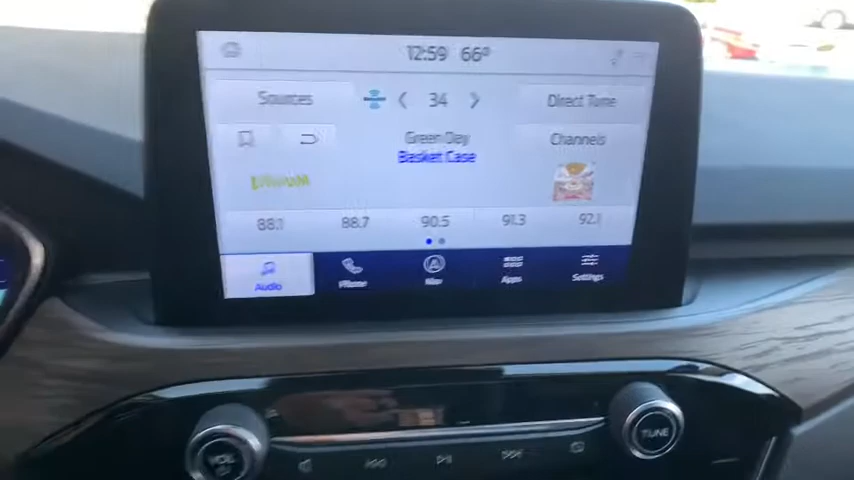 12:59 66°
Sources 34 Direct Tune
Green Day Channels
Basket Case
88.1 88.7 90.5 91.3 92.1
Audio Phone Nav Apps Settings
VOL TUNE